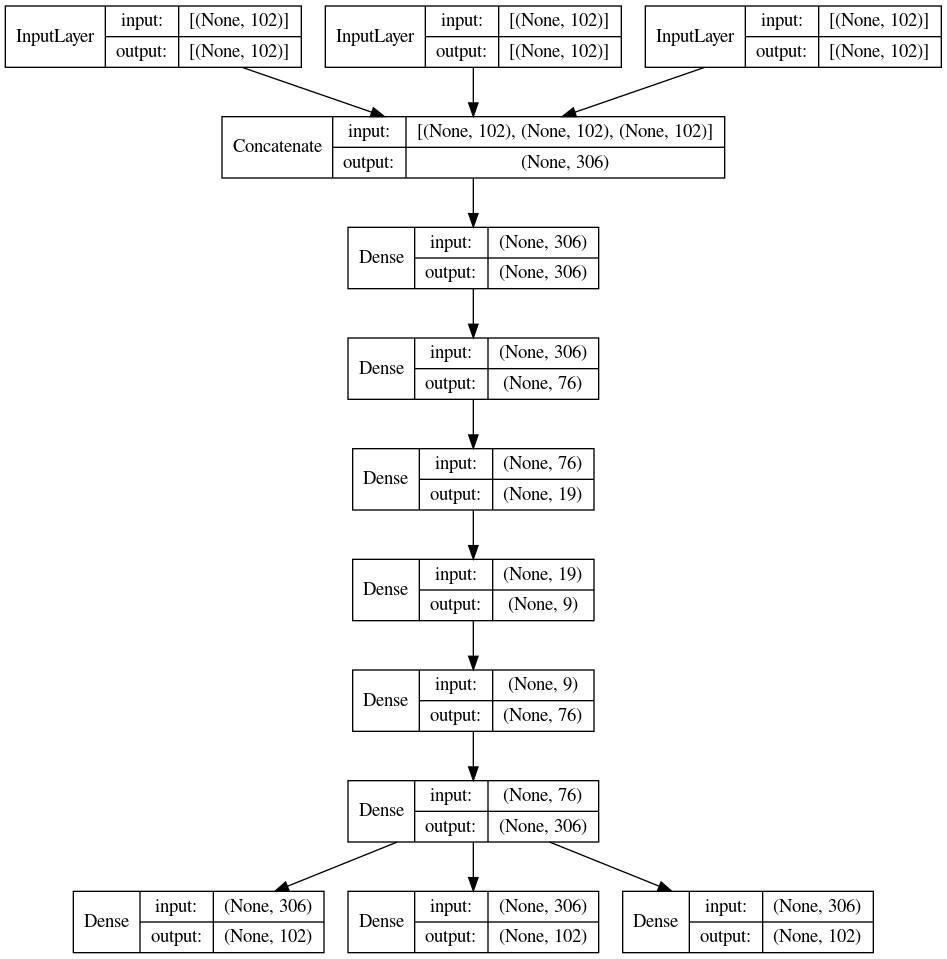 InputLayer input: [(None, 102)] output: [(None, 102)]
InputLayer input: [(None, 102)] output: [(None, 102)]
InputLayer input: [(None, 102)] output: [(None, 102)]
Concatenate input: [(None, 102), (None, 102), (None, 102)]
output: (None, 306)
Dense input: (None, 306)
output: (None, 306)
Dense input: (None, 306)
output: (None, 76)
Dense input: (None, 76)
output: (None, 19)
Dense input: (None, 19)
output: (None, 9)
Dense input: (None, 9)
output: (None, 76)
Dense input: (None, 76)
output: (None, 306)
Dense input: (None, 306) output: (None, 102)
Dense input: (None, 306) output: (None, 102)
Dense input: (None, 306) output: (None, 102)